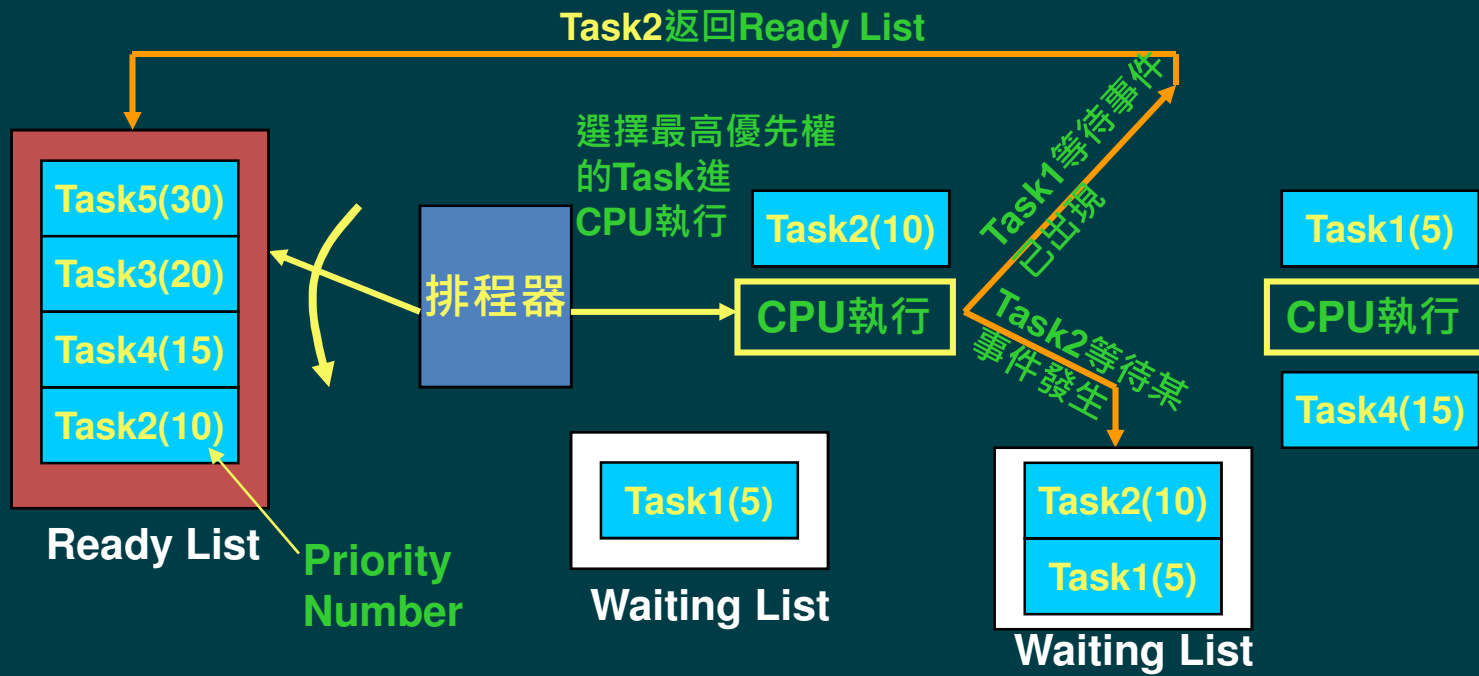 Task2返回Ready List
Task5(30)
Task3(20)
Task4(15)
Task2(10)
Ready List
Priority
Number
排程器
選擇最高優先權
的Task進
CPU執行
Task2(10)
CPU執行
Task1(5)
Waiting List
Task1等待事件
已出現
Task2等待某
事件發生
Task2(10)
Task1(5)
Waiting List
Task1(5)
CPU執行
Task4(15)